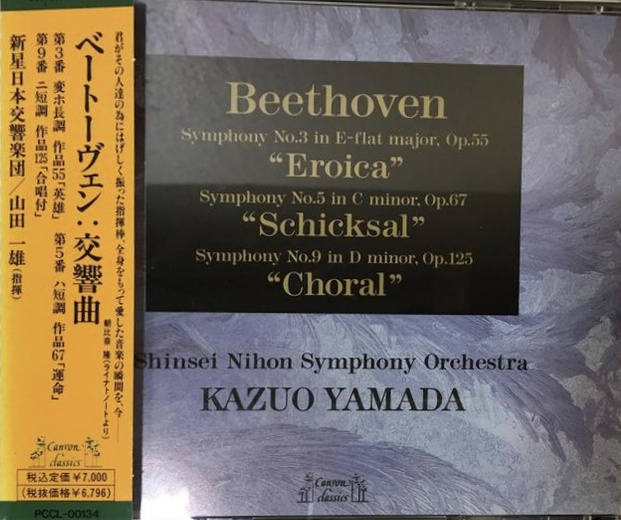 君がその人達の為にはげしく振った指揮棒、全身をもって愛した音楽の瞬間を、今──
朝比奈 隆(ライナーノートより)
ベートーヴェン:交響曲
第3番 変ホ長調 作品55「英雄」 第5番 ハ短調 作品67「運命」
第9番 ニ短調 作品125「合唱付」
新星日本交響楽団/山田 一雄(指揮)
Canyon
classics
税込定価¥7,000
(税抜価格¥6,796)
PCCL-00134
Beethoven
Symphony No.3 in E-flat major, Op.55
“Eroica”
Symphony No.5 in C minor, Op.67
“Schicksal”
Symphony No.9 in D minor, Op.125
“Choral”
Shinsei Nihon Symphony Orchestra
KAZUO YAMADA
Canyon
classics